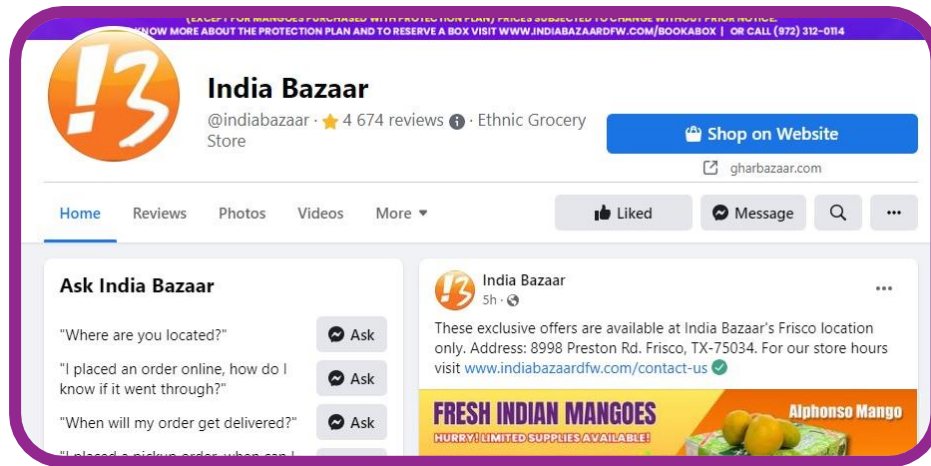 (EXCEPT FOR MANGOES PURCHASED WITH PROTECTION PLAN) PRICES SUBJECTED TO CHANGE WITHOUT PRIOR NOTICE.
KNOW MORE ABOUT THE PROTECTION PLAN AND TO RESERVE A BOX VISIT WWW.INDIABAZAARDFW.COM/BOOKABOX | OR CALL (972) 312-0114
India Bazaar
@indiabazaar · 4 674 reviews · Ethnic Grocery
Store
Shop on Website
gharbazaar.com
Home Reviews Photos Videos More
Liked Message
Ask India Bazaar
"Where are you located?" Ask
"I placed an order online, how do I
know if it went through?" Ask
"When will my order get delivered?" Ask
"I placed a pickup order, when can I
India Bazaar
5h ·
These exclusive offers are available at India Bazaar's Frisco location
only. Address: 8998 Preston Rd. Frisco, TX-75034. For our store hours
visit www.indiabazaardfw.com/contact-us
FRESH INDIAN MANGOES
HURRY! LIMITED SUPPLIES AVAILABLE!
Alphonso Mango